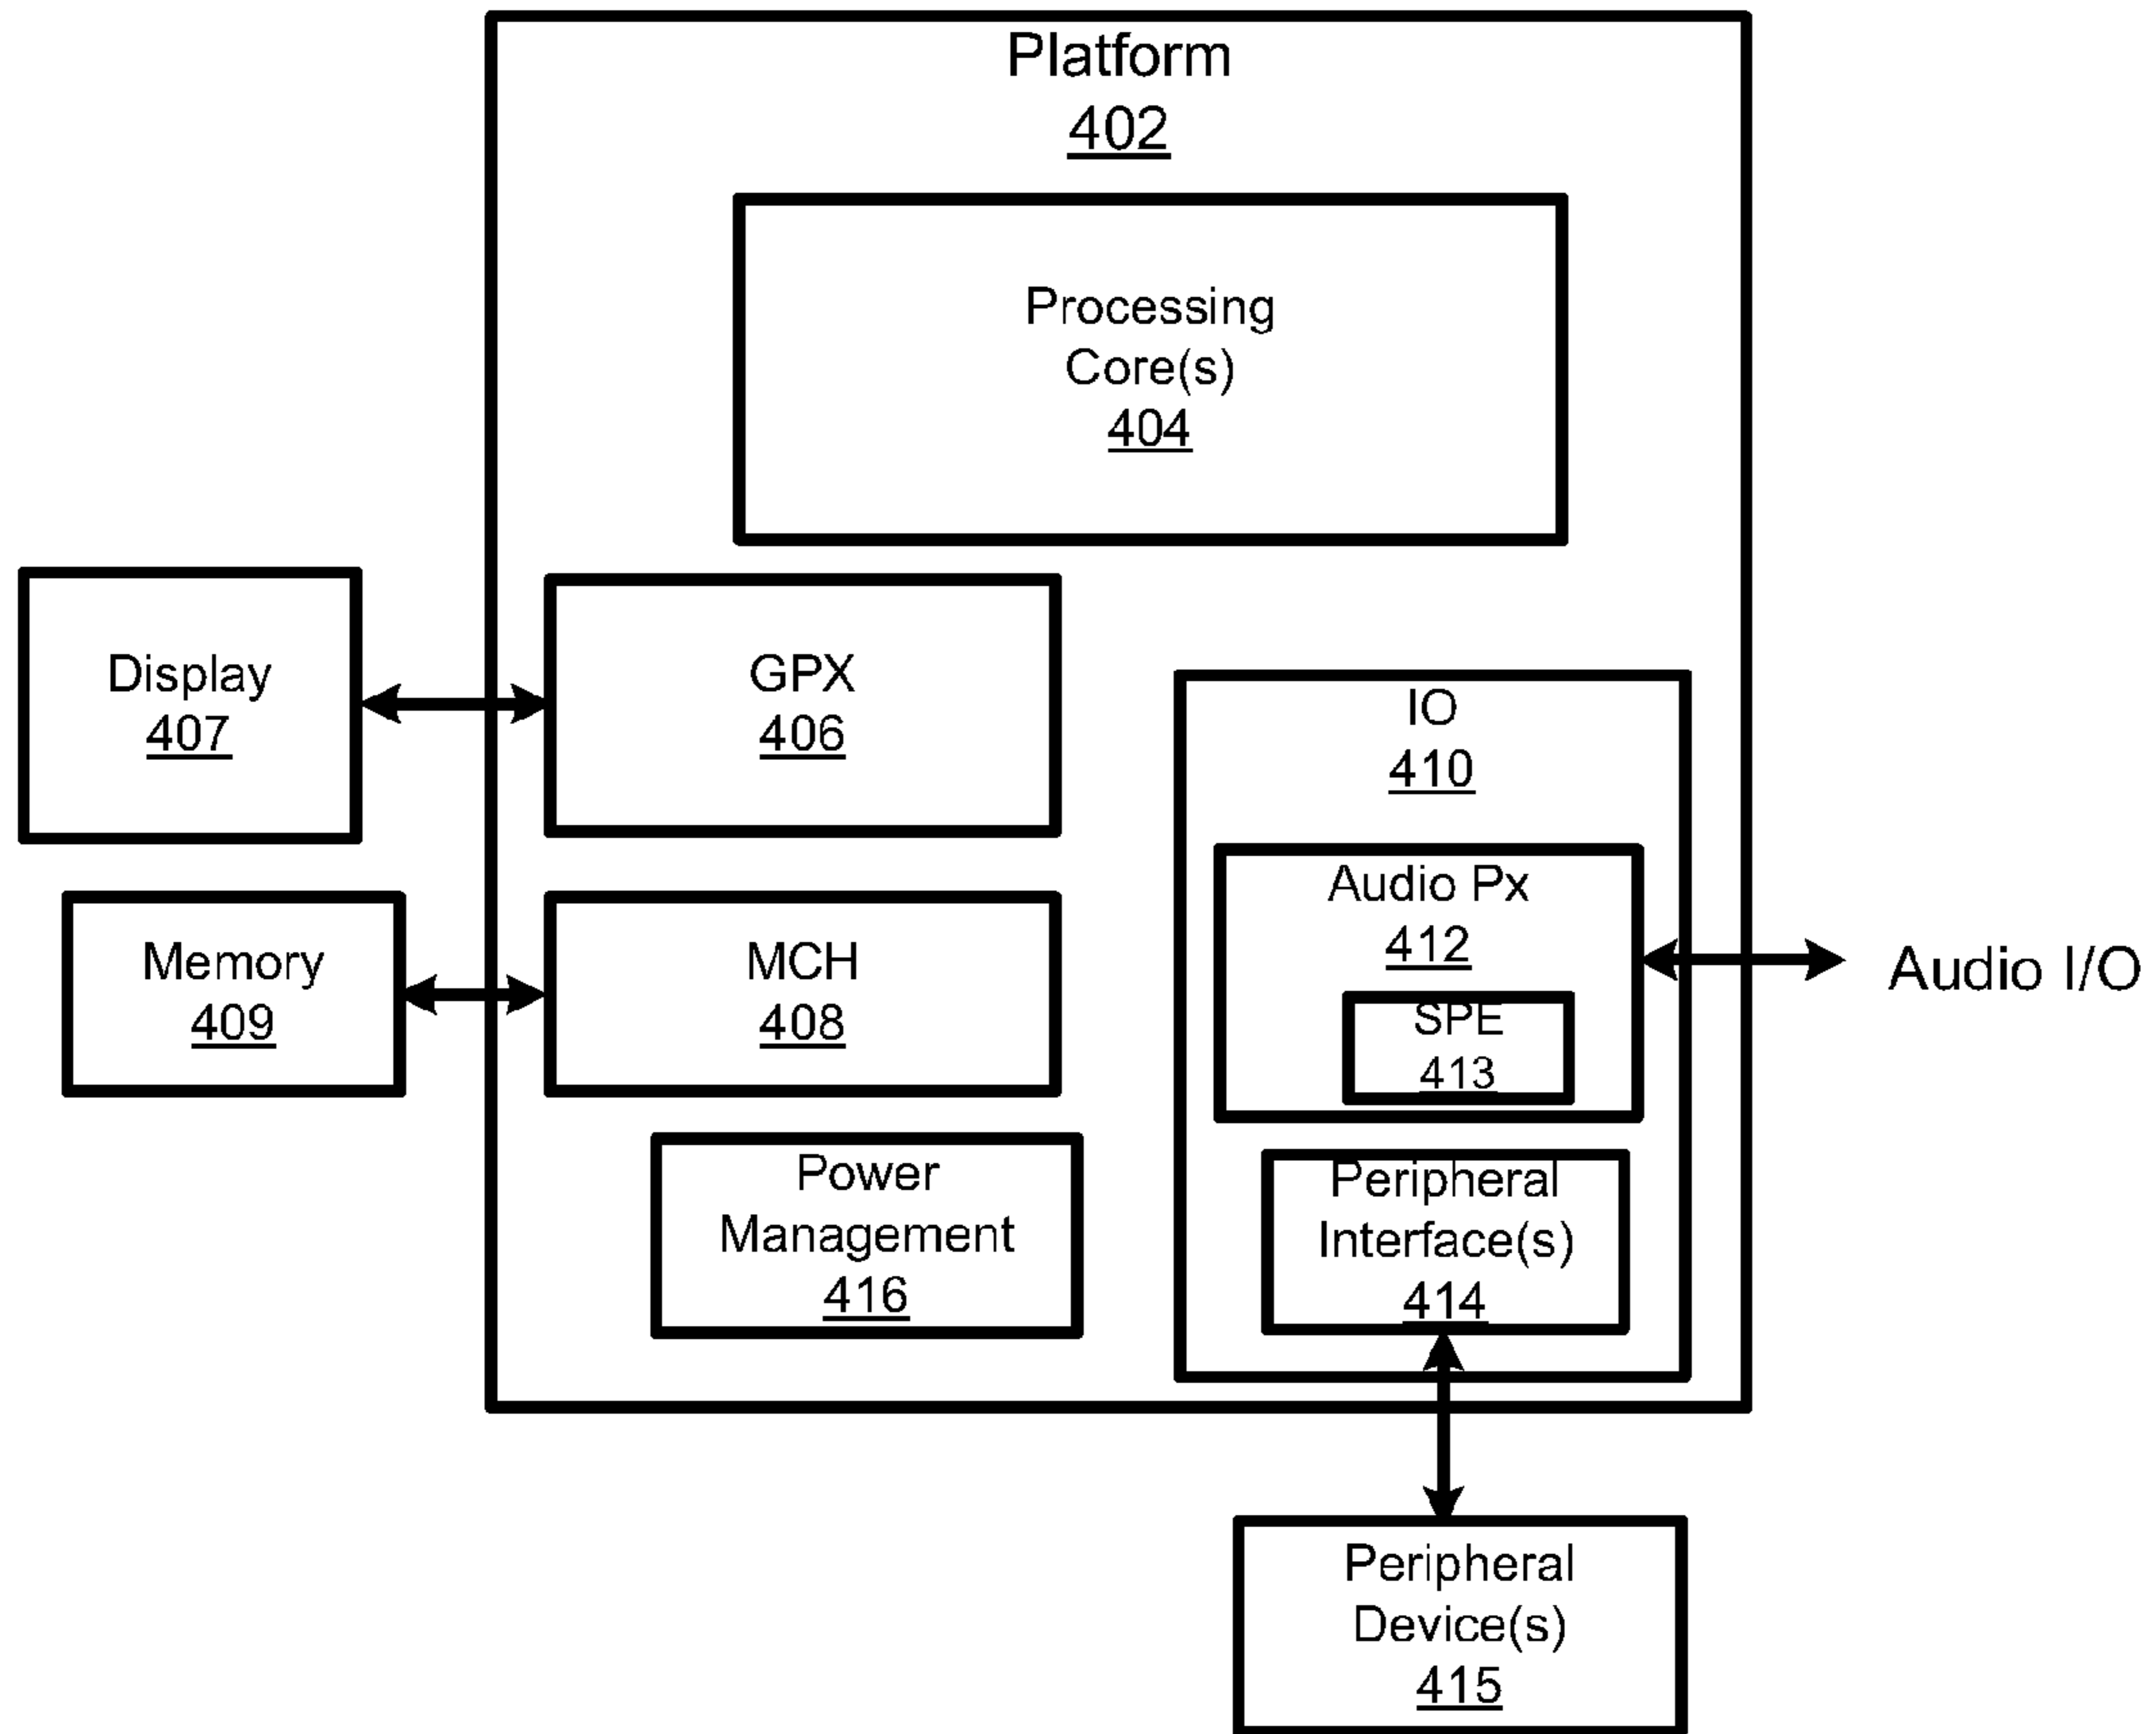 Platform
402
Processing
Core(s)
404
Display
407
GPX
406
IO
410
Audio Px
412
SPE
413
Audio I/O
Memory
409
MCH
408
Power
Management
416
Peripheral
Interface(s)
414
Peripheral
Device(s)
415